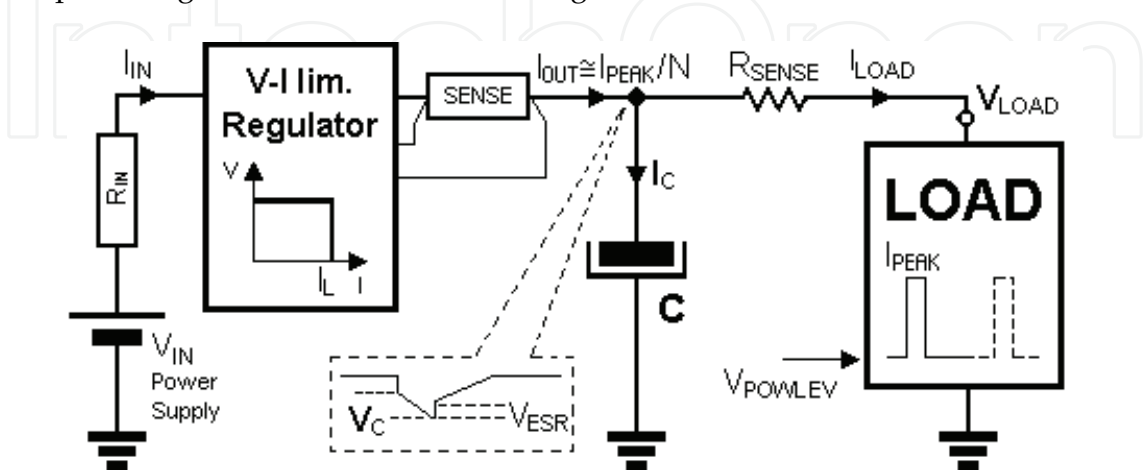 I_IN
V-I lim.
Regulator
V
I_L I
SENSE
I_OUT≅I_PEAK/N
R_SENSE
I_LOAD
V_LOAD
R_IN
I_C
C
LOAD
I_PEAK
V_IN
Power
Supply
V_C
V_ESR
V_POWLEV